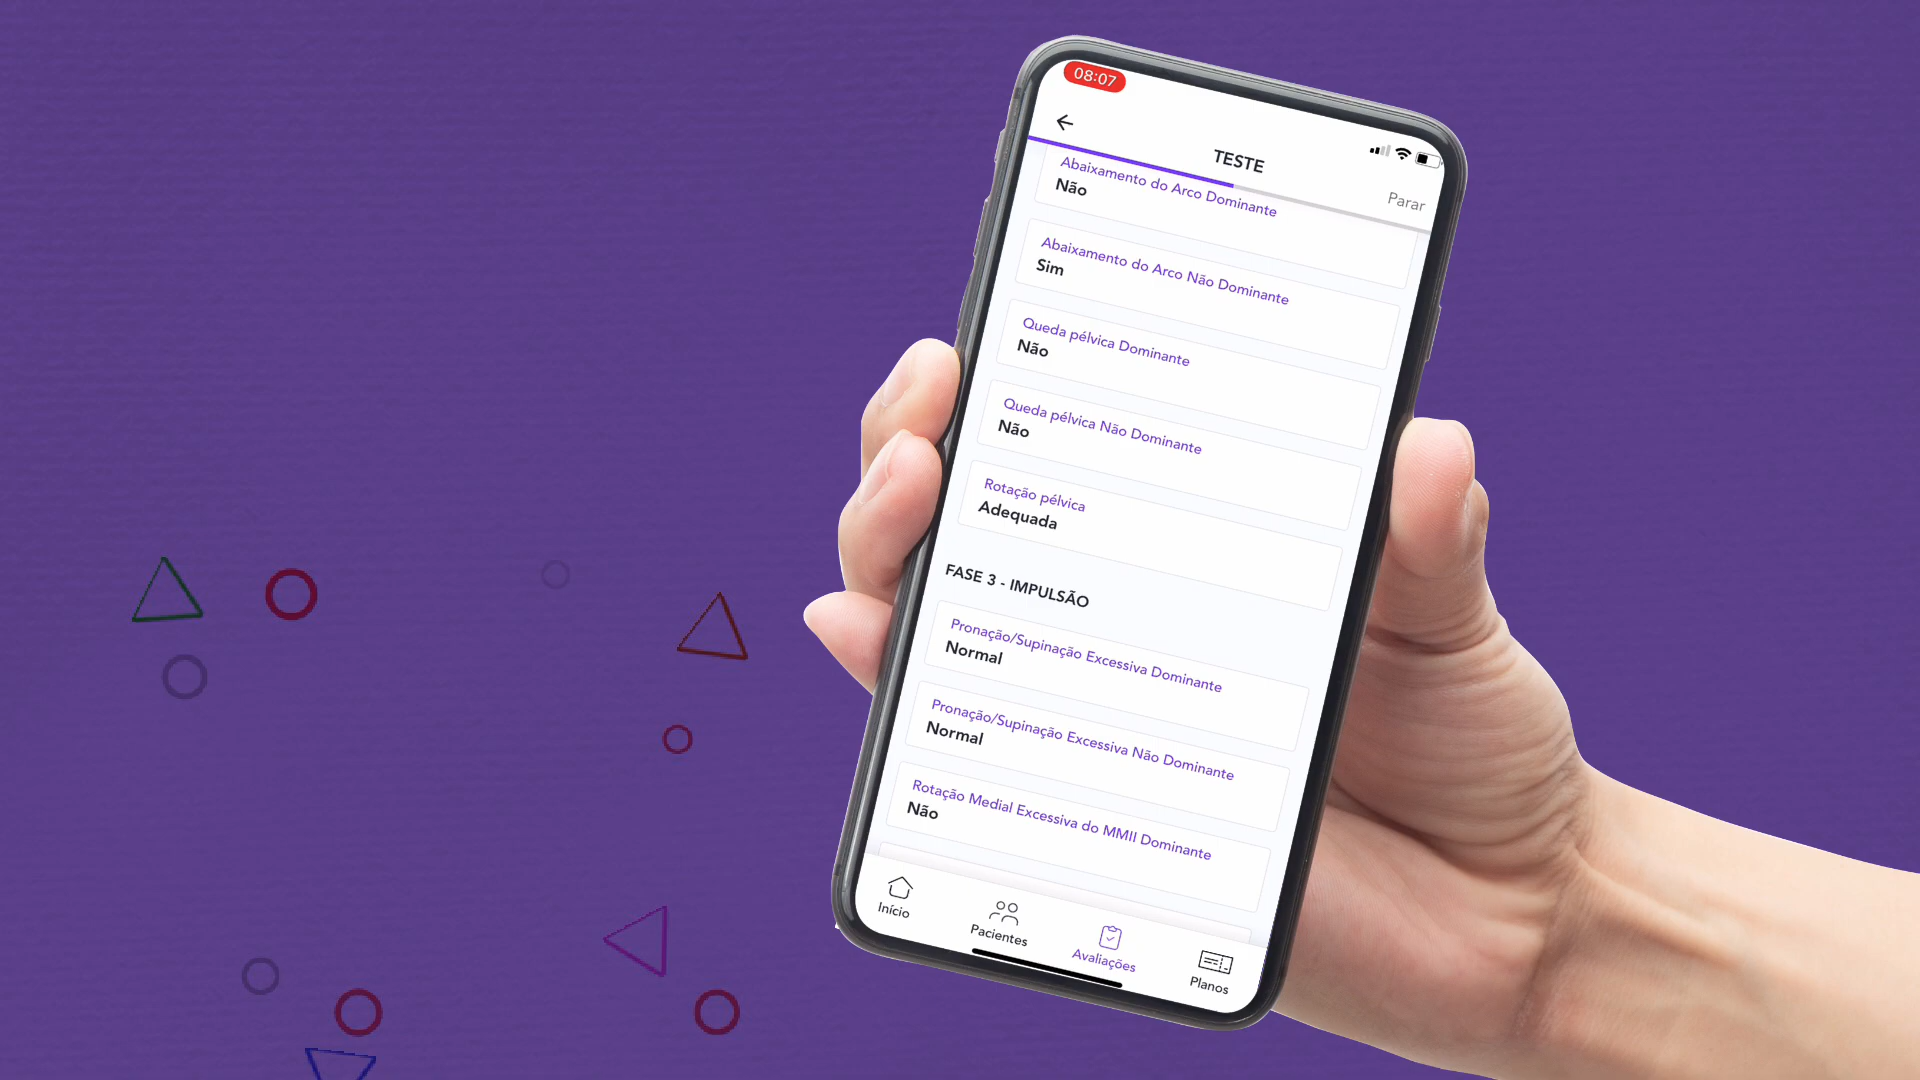 08:07
TESTE
Parar
Abaixamento do Arco Dominante
Não
Abaixamento do Arco Não Dominante
Sim
Queda pélvica Dominante
Não
Queda pélvica Não Dominante
Não
Rotação pélvica
Adequada
FASE 3 - IMPULSÃO
Pronação/Supinação Excessiva Dominante
Normal
Pronação/Supinação Excessiva Não Dominante
Normal
Rotação Medial Excessiva do MMII Dominante
Não
Início
Pacientes
Avaliações
Planos